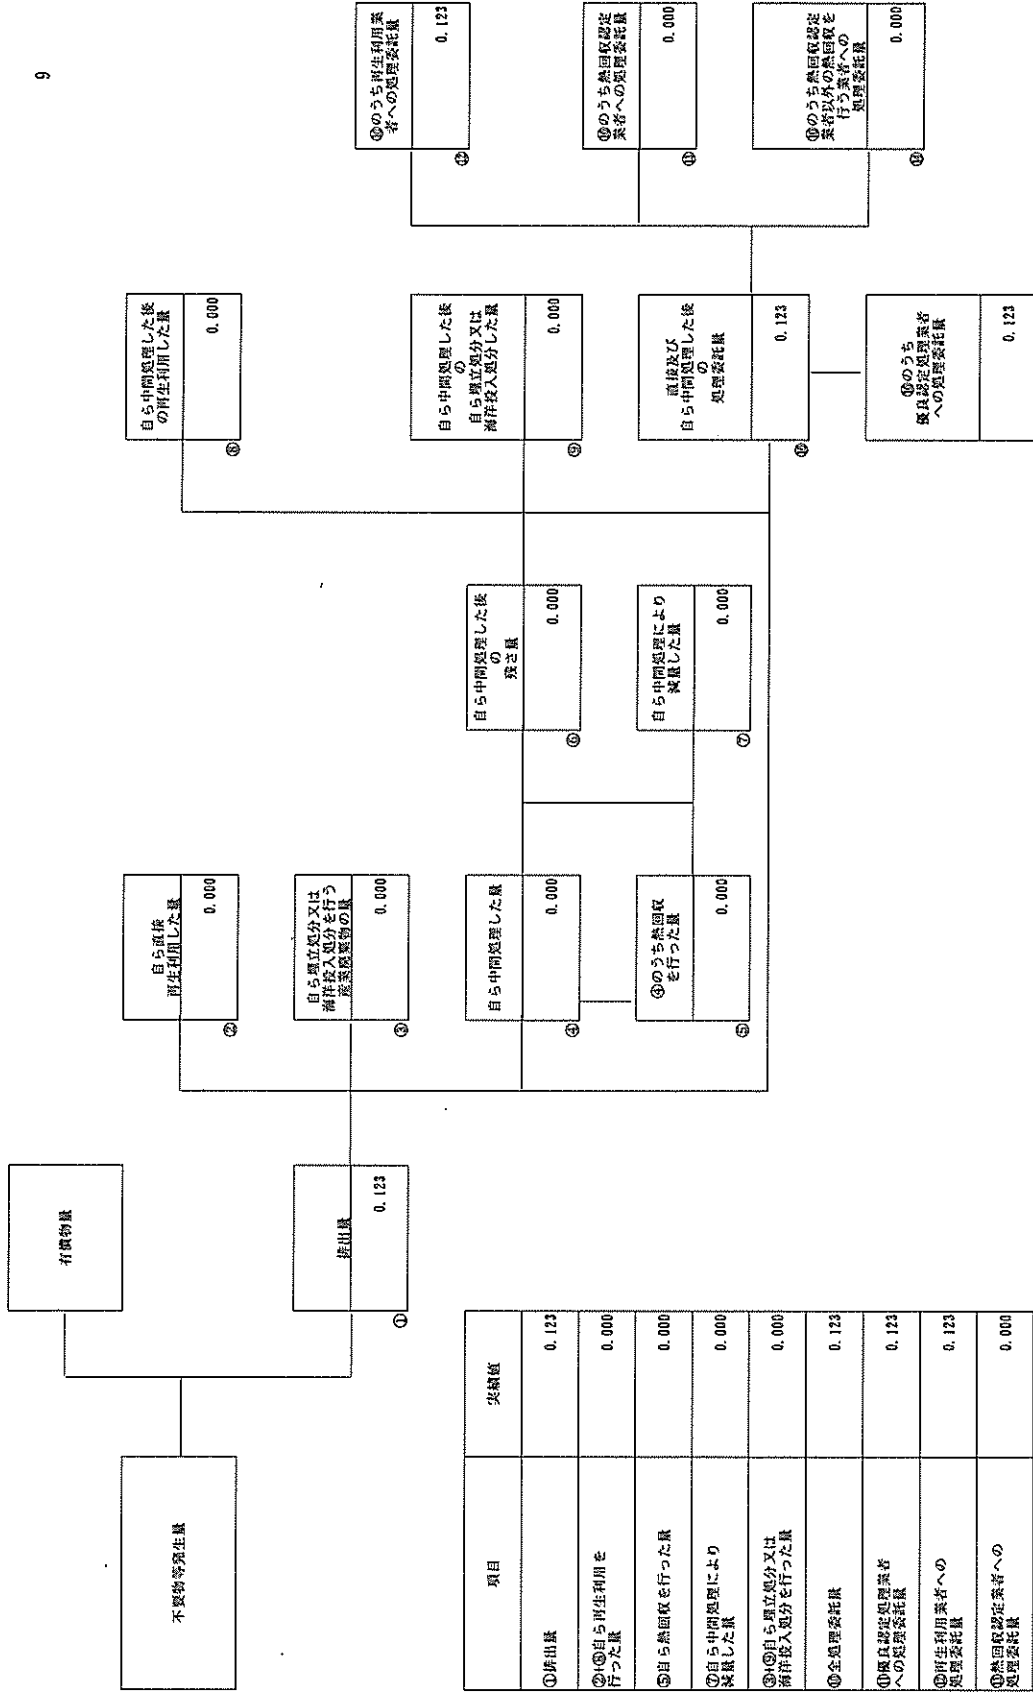 9
不要物等発生量
有償物量
排出量
0.123
①
自ら直接
再生利用した量
0.000
②
自ら埋立処分又は
海洋投入処分を行う
産業廃棄物の量
0.000
③
自ら中間処理した量
0.000
④
④のうち熱回収
を行った量
0.000
⑤
自ら中間処理した後
の
残さ量
0.000
⑥
自ら中間処理により
減量した量
0.000
⑦
自ら中間処理した後
の再生利用した量
0.000
⑧
自ら中間処理した後
の
自ら埋立処分又は
海洋投入処分した量
0.000
⑨
直接及び
自ら中間処理した後
の
処理委託量
0.123
⑩
⑩のうち
優良認定処理業者
への処理委託量
0.123
⑩のうち再生利用業
者への処理委託量
0.123
⑫
⑩のうち熱回収認定
業者への処理委託量
0.000
⑬
⑩のうち熱回収認定
業者以外の熱回収を
行う業者への
処理委託量
0.000
⑭
項目 実績値
①排出量 0.123
②+⑧自ら再生利用を
行った量 0.000
⑤自ら熱回収を行った量 0.000
⑦自ら中間処理により
減量した量 0.000
③+⑨自ら埋立処分又は
海洋投入処分を行った量 0.000
⑩全処理委託量 0.123
⑪優良認定処理業者
への処理委託量 0.123
⑫再生利用業者への
処理委託量 0.123
⑬熱回収認定業者への
処理委託量 0.000